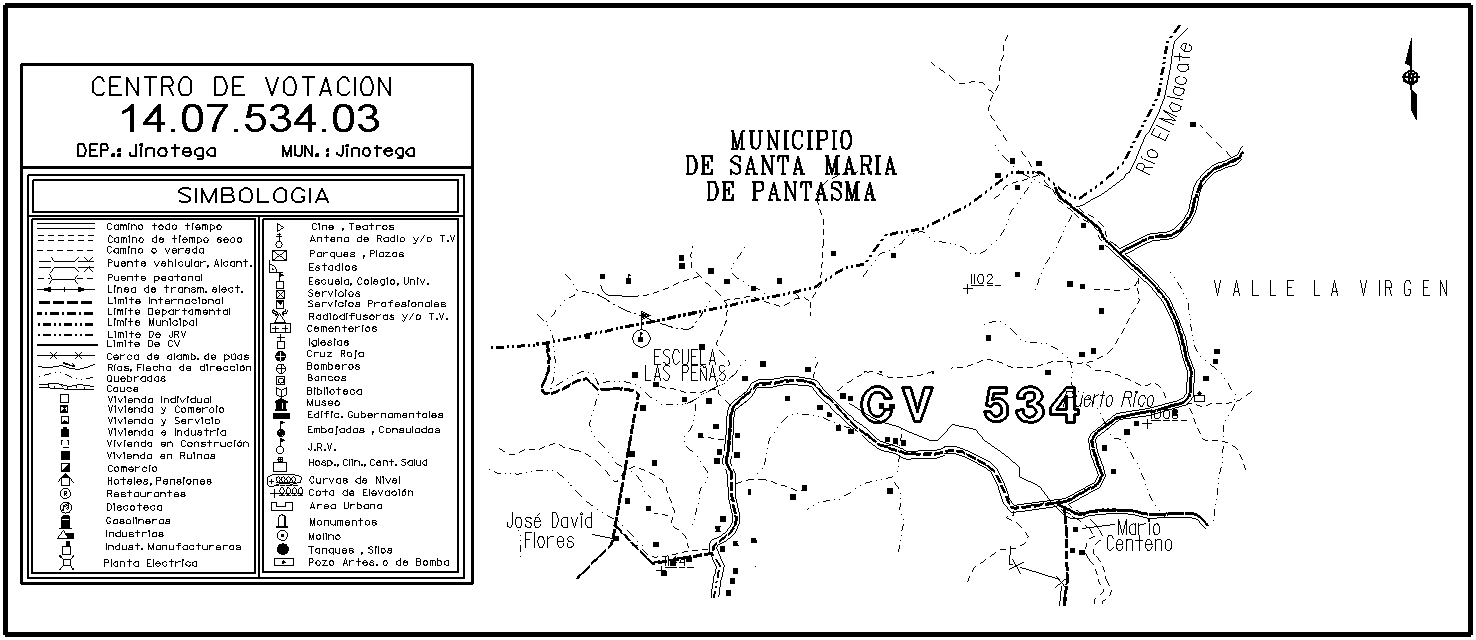 CENTRO DE VOTACION
14.07.534.03
DEP.: Jinotega MUN.: Jinotega
SIMBOLOGIA
Camino todo tiempo
Camino de tiempo seco
Camino o vereda
Puente vehicular, Alcant.
Puente peatonal
Línea de transm. elect.
Limite Internacional
Limite Departamental
Limite Municipal
Limite De JRV
Limite De CV
Cerca de alamb. de púas
Ríos, Flecha de dirección
Quebradas
Cauce
Vivienda Individual
Vivienda y Comercio
Vivienda y Servicio
Vivienda e Industria
Vivienda en Construcción
Vivienda en Ruinas
Comercio
Hoteles, Pensiones
Restaurantes
Discoteca
Gasolineras
Industrias
Indust. Manufactureras
Planta Electrica
Cine , Teatros
Antena de Radio y/o T.V
Parques , Plazas
Estadios
Escuela, Colegio, Univ.
Servicios
Servicios Profesionales
Radiodifusoras y/o T.V.
Cementerios
Iglesias
Cruz Roja
Bomberos
Bancos
Biblioteca
Museo
Edific. Gubernamentales
Embajadas , Consulados
J.R.V.
Hosp., Clin., Cent. Salud
Curvas de Nivel
Cota de Elevación
Area Urbana
Monumentos
Molino
Tanques , Silos
Pozo Artes. o de Bomba
MUNICIPIO
DE SANTA MARIA
DE PANTASMA
Río El Malacate
1102
VALLE LA VIRGEN
ESCUELA
LAS PEÑAS
CV 534
Puerto Rico
José David
Flores
Mario
Centeno